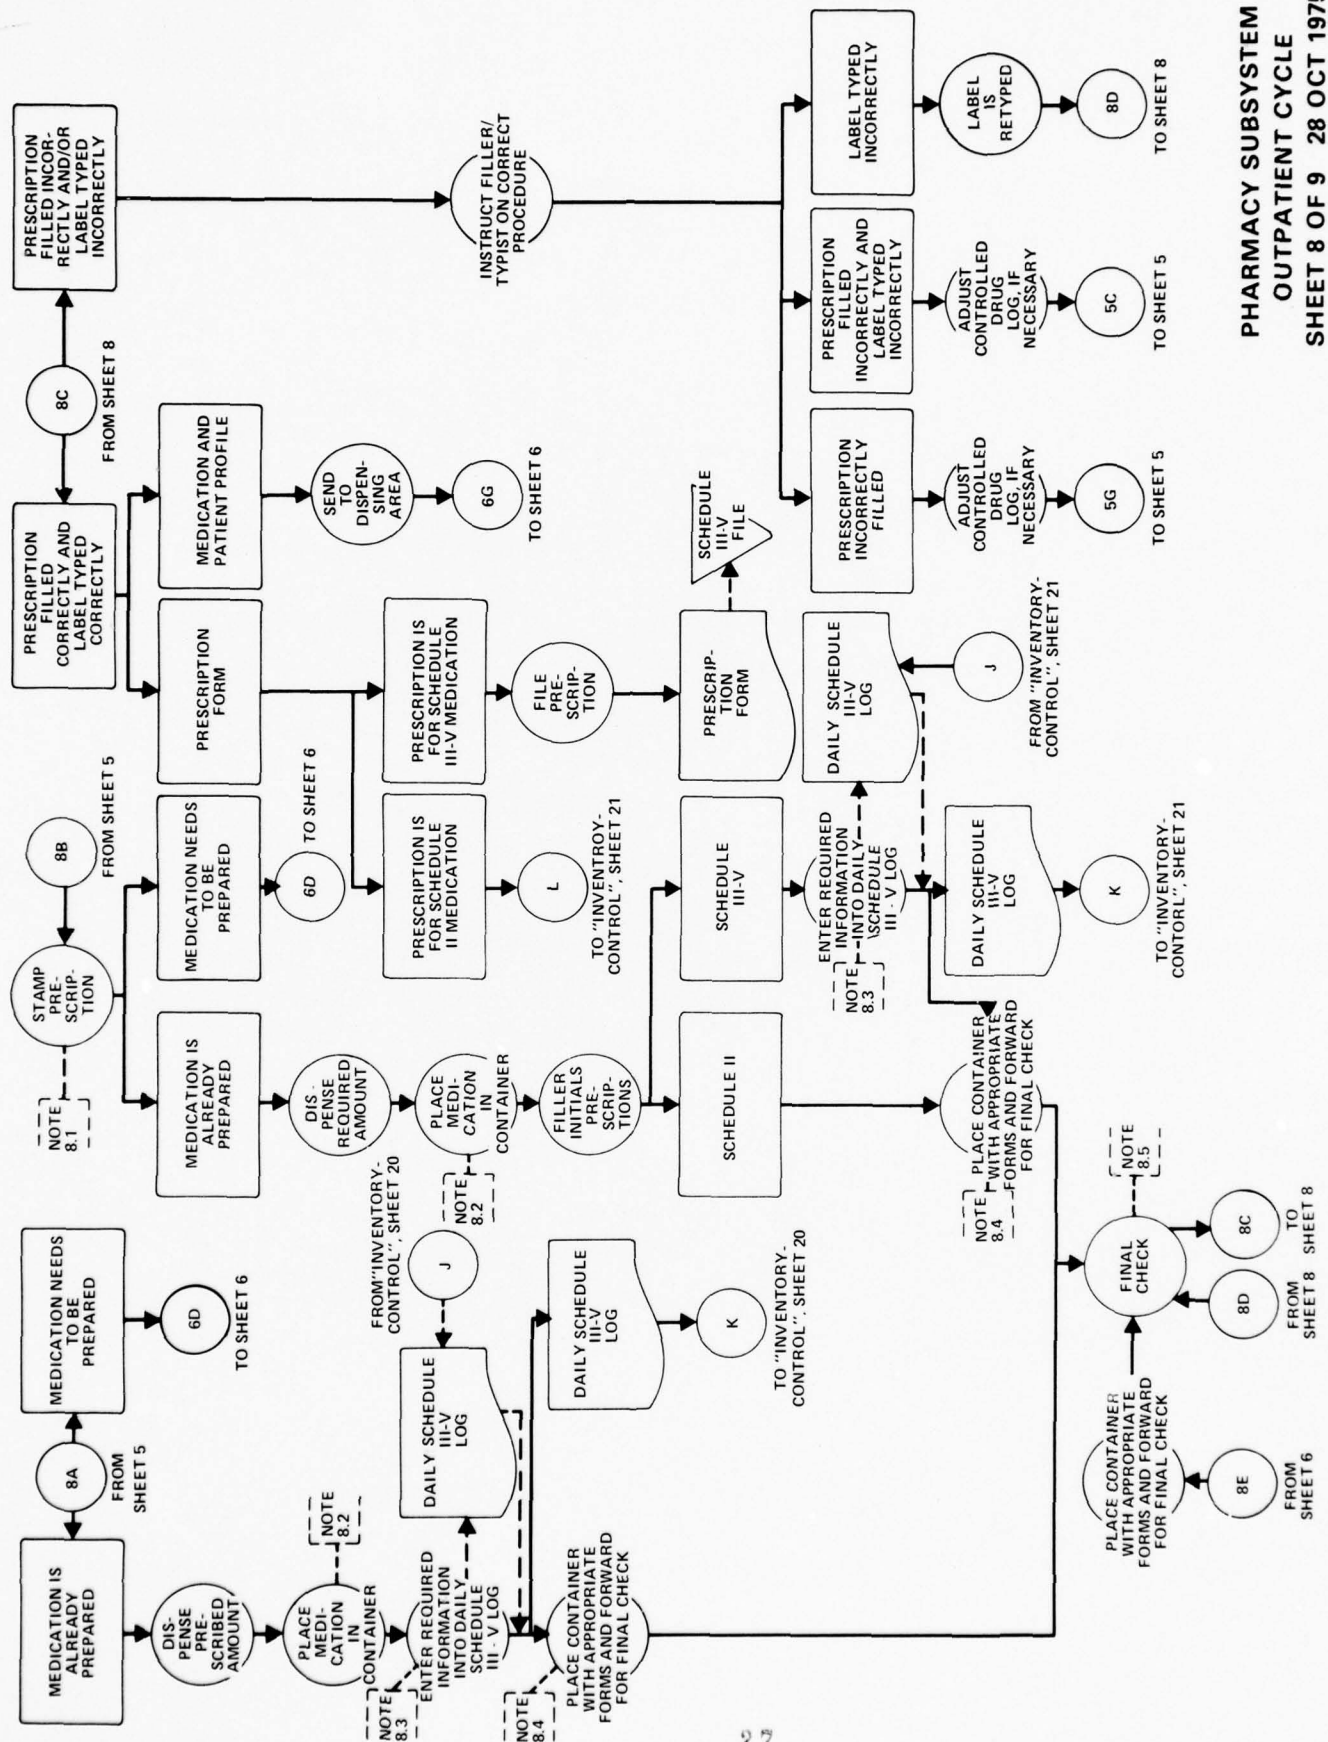 MEDICATION IS
ALREADY
PREPARED
8A
FROM
SHEET 5
MEDICATION NEEDS
TO BE
PREPARED
6D
TO SHEET 6
DIS-
PENSE
PRE-
SCRIBED
AMOUNT
PLACE
MEDI-
CATION
IN
CONTAINER
NOTE
8.2
ENTER REQUIRED
INFORMATION
INTO DAILY
SCHEDULE
III - V LOG
NOTE
8.3
DAILY SCHEDULE
III-V
LOG
J
FROM"INVENTORY-
CONTROL", SHEET 20
PLACE CONTAINER
WITH APPROPRIATE
FORMS AND FORWARD
FOR FINAL CHECK
NOTE
8.4
DAILY SCHEDULE
III-V
LOG
K
TO "INVENTORY-
CONTROL", SHEET 20
NOTE
8.1
STAMP
PRE-
SCRIP-
TION
8B
FROM SHEET 5
MEDICATION IS
ALREADY
PREPARED
MEDICATION NEEDS
TO BE
PREPARED
6D
TO SHEET 6
DIS-
PENSE
REQUIRED
AMOUNT
PLACE
MEDI-
CATION
IN
CONTAINER
NOTE
8.2
FILLER
INITIALS
PRE-
SCRIP-
TIONS
SCHEDULE II
SCHEDULE
III-V
ENTER REQUIRED
INFORMATION
INTO DAILY
SCHEDULE
III - V LOG
NOTE
8.3
DAILY SCHEDULE
III-V
LOG
J
FROM "INVENTORY-
CONTROL", SHEET 21
DAILY SCHEDULE
III-V
LOG
K
TO "INVENTORY-
CONTORL", SHEET 21
PLACE CONTAINER
WITH APPROPRIATE
FORMS AND FORWARD
FOR FINAL CHECK
NOTE
8.4
PLACE CONTAINER
WITH APPROPRIATE
FORMS AND FORWARD
FOR FINAL CHECK
8E
FROM
SHEET 6
FINAL
CHECK
NOTE
8.5
8D
FROM
SHEET 8
8C
TO
SHEET 8
PRESCRIPTION
FILLED
CORRECTLY AND
LABEL TYPED
CORRECTLY
8C
FROM SHEET 8
PRESCRIPTION
FILLED INCOR-
RECTLY AND/OR
LABEL TYPED
INCORRECTLY
PRESCRIPTION
FORM
MEDICATION AND
PATIENT PROFILE
SEND
TO
DISPEN-
SING
AREA
6G
TO SHEET 6
PRESCRIPTION IS
FOR SCHEDULE
II MEDICATION
L
TO "INVENTROY-
CONTROL", SHEET 21
PRESCRIPTION IS
FOR SCHEDULE
III-V MEDICATION
FILE
PRE-
SCRIP-
TION
PRESCRIP-
TION
FORM
SCHEDULE
III-V
FILE
INSTRUCT FILLER/
TYPIST ON CORRECT
PROCEDURE
PRESCRIPTION
INCORRECTLY
FILLED
ADJUST
CONTROLLED
DRUG
LOG, IF
NECESSARY
5G
TO SHEET 5
PRESCRIPTION
FILLED
INCORRECTLY AND
LABEL TYPED
INCORRECTLY
ADJUST
CONTROLLED
DRUG
LOG, IF
NECESSARY
5C
TO SHEET 5
LABEL TYPED
INCORRECTLY
LABEL
IS
RETYPED
8D
TO SHEET 8
PHARMACY SUBSYSTEM
OUTPATIENT CYCLE
SHEET 8 OF 9 28 OCT 1975